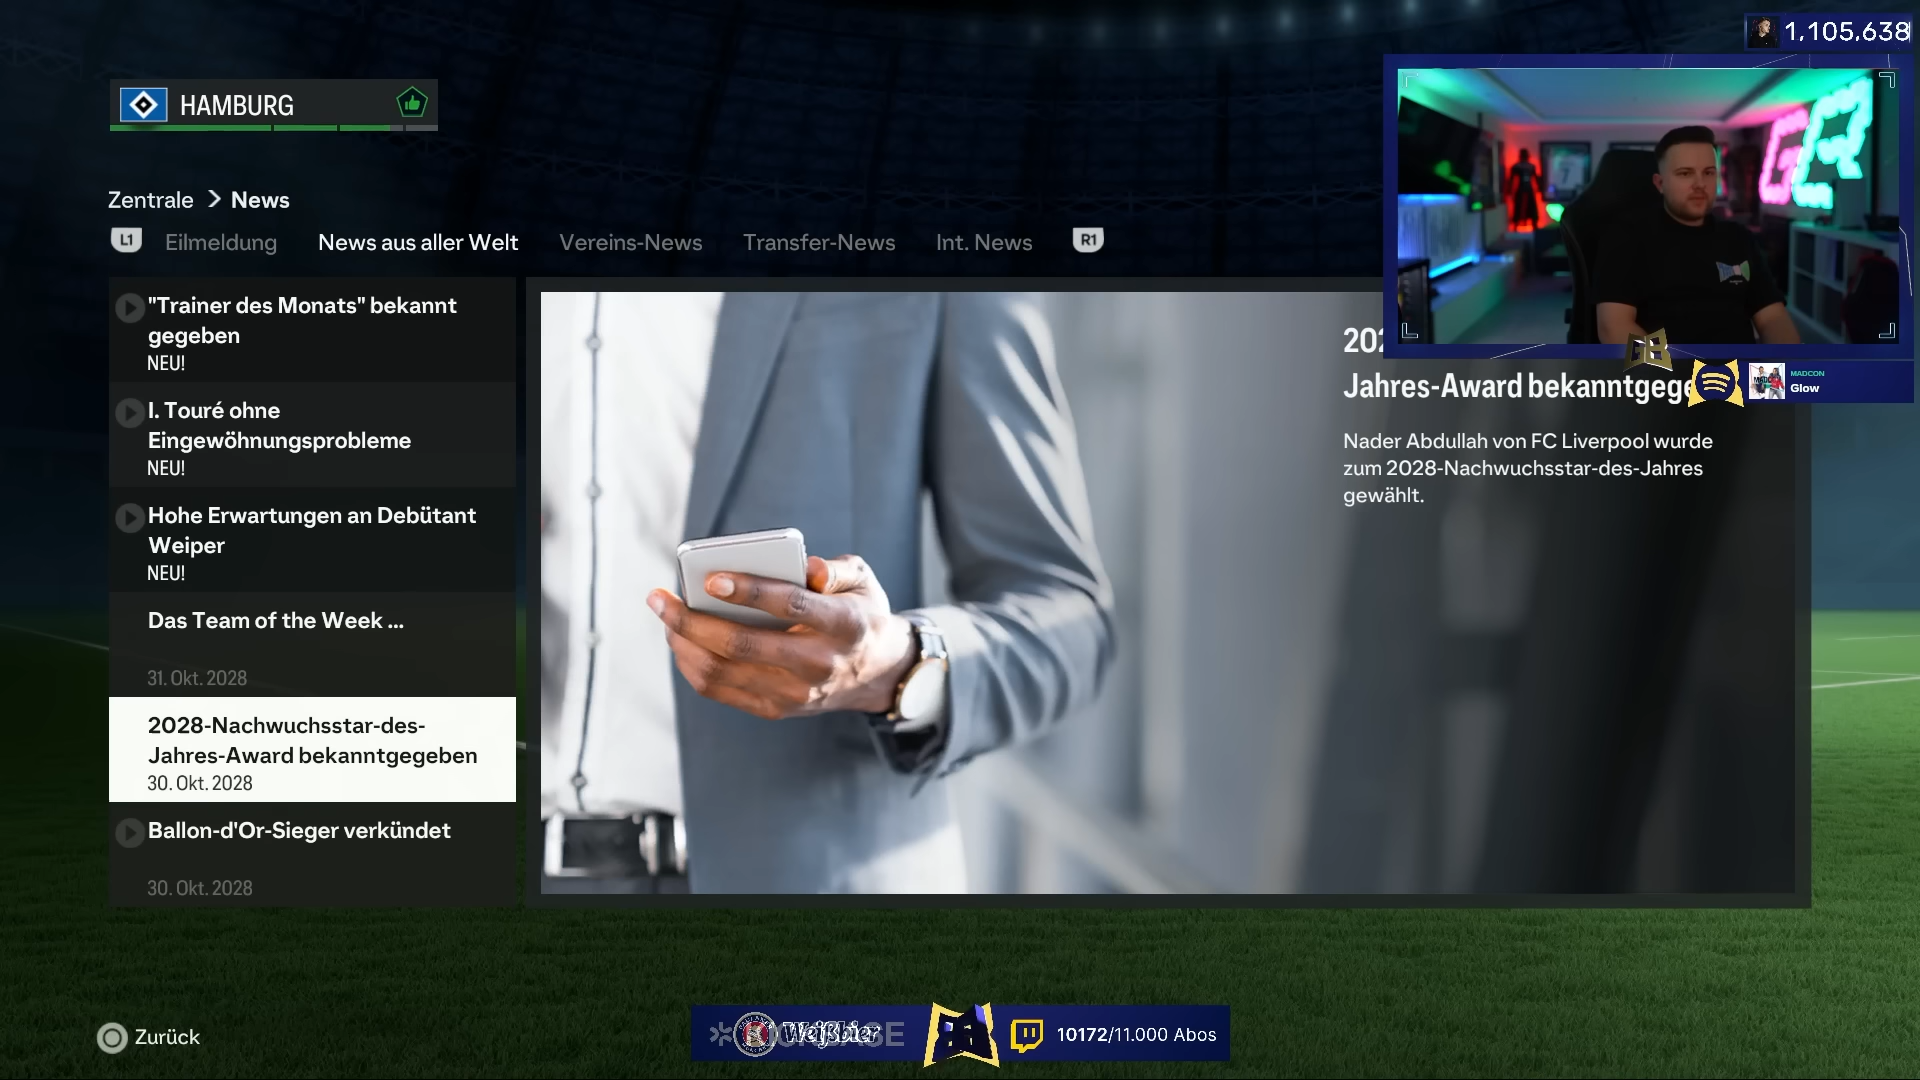 1,105,638
HAMBURG
Zentrale > News
L1 Eilmeldung News aus aller Welt Vereins-News Transfer-News Int. News R1
"Trainer des Monats" bekannt
gegeben
NEU!
I. Touré ohne
Eingewöhnungsprobleme
NEU!
Hohe Erwartungen an Debütant
Weiper
NEU!
Das Team of the Week ...
31. Okt. 2028
2028-Nachwuchsstar-des-
Jahres-Award bekanntgegeben
30. Okt. 2028
Ballon-d'Or-Sieger verkündet
30. Okt. 2028
202
Jahres-Award bekanntgege
Nader Abdullah von FC Liverpool wurde
zum 2028-Nachwuchsstar-des-Jahres
gewählt.
MADCON
Glow
GR
GB
Zurück
Weißbier
10172/11.000 Abos